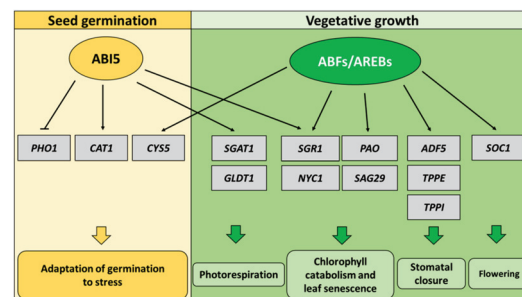 Seed germination
Vegetative growth
ABI5
ABFs/AREBs
PHO1
CAT1
CYS5
SGAT1
SGR1
PAO
ADF5
SOC1
GLDT1
NYC1
SAG29
TPPE
TPPI
Adaptation of germination
to stress
Photorespiration
Chlorophyll
catabolism and
leaf senescence
Stomatal
closure
Flowering